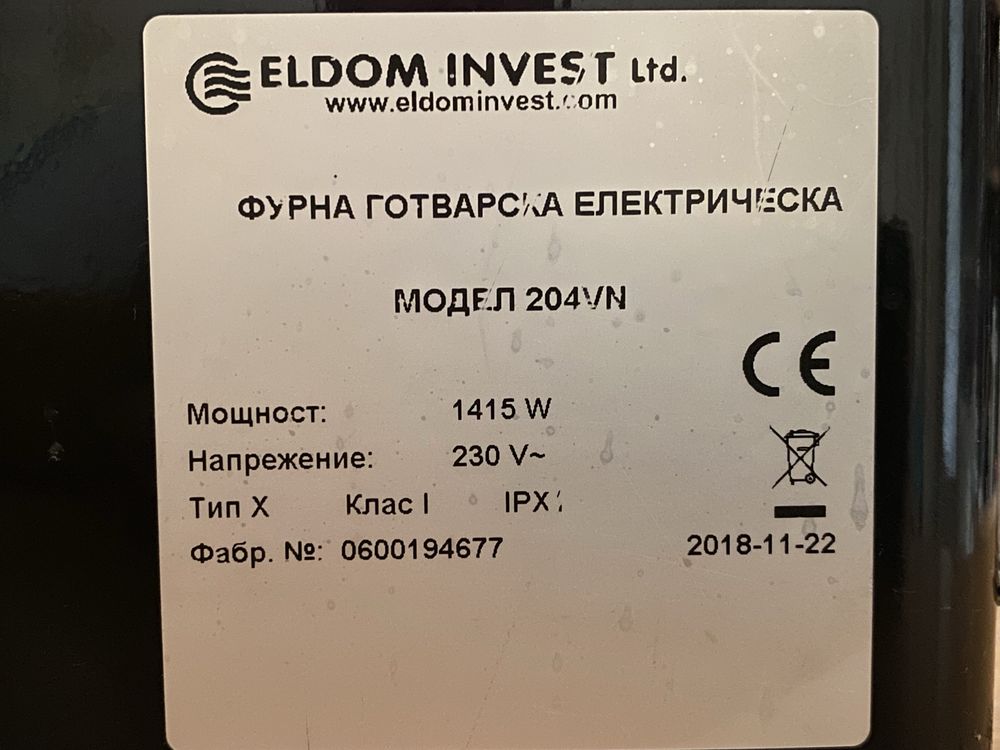 ELDOM INVEST Ltd.
www.eldominvest.com
ФУРНА ГОТВАРСКА ЕЛЕКТРИЧЕСКА
МОДЕЛ 204VN
CE
Мощност: 1415 W
Напрежение: 230 V~
Тип X Клас I
Фабр. №: 0600194677 2018-11-22